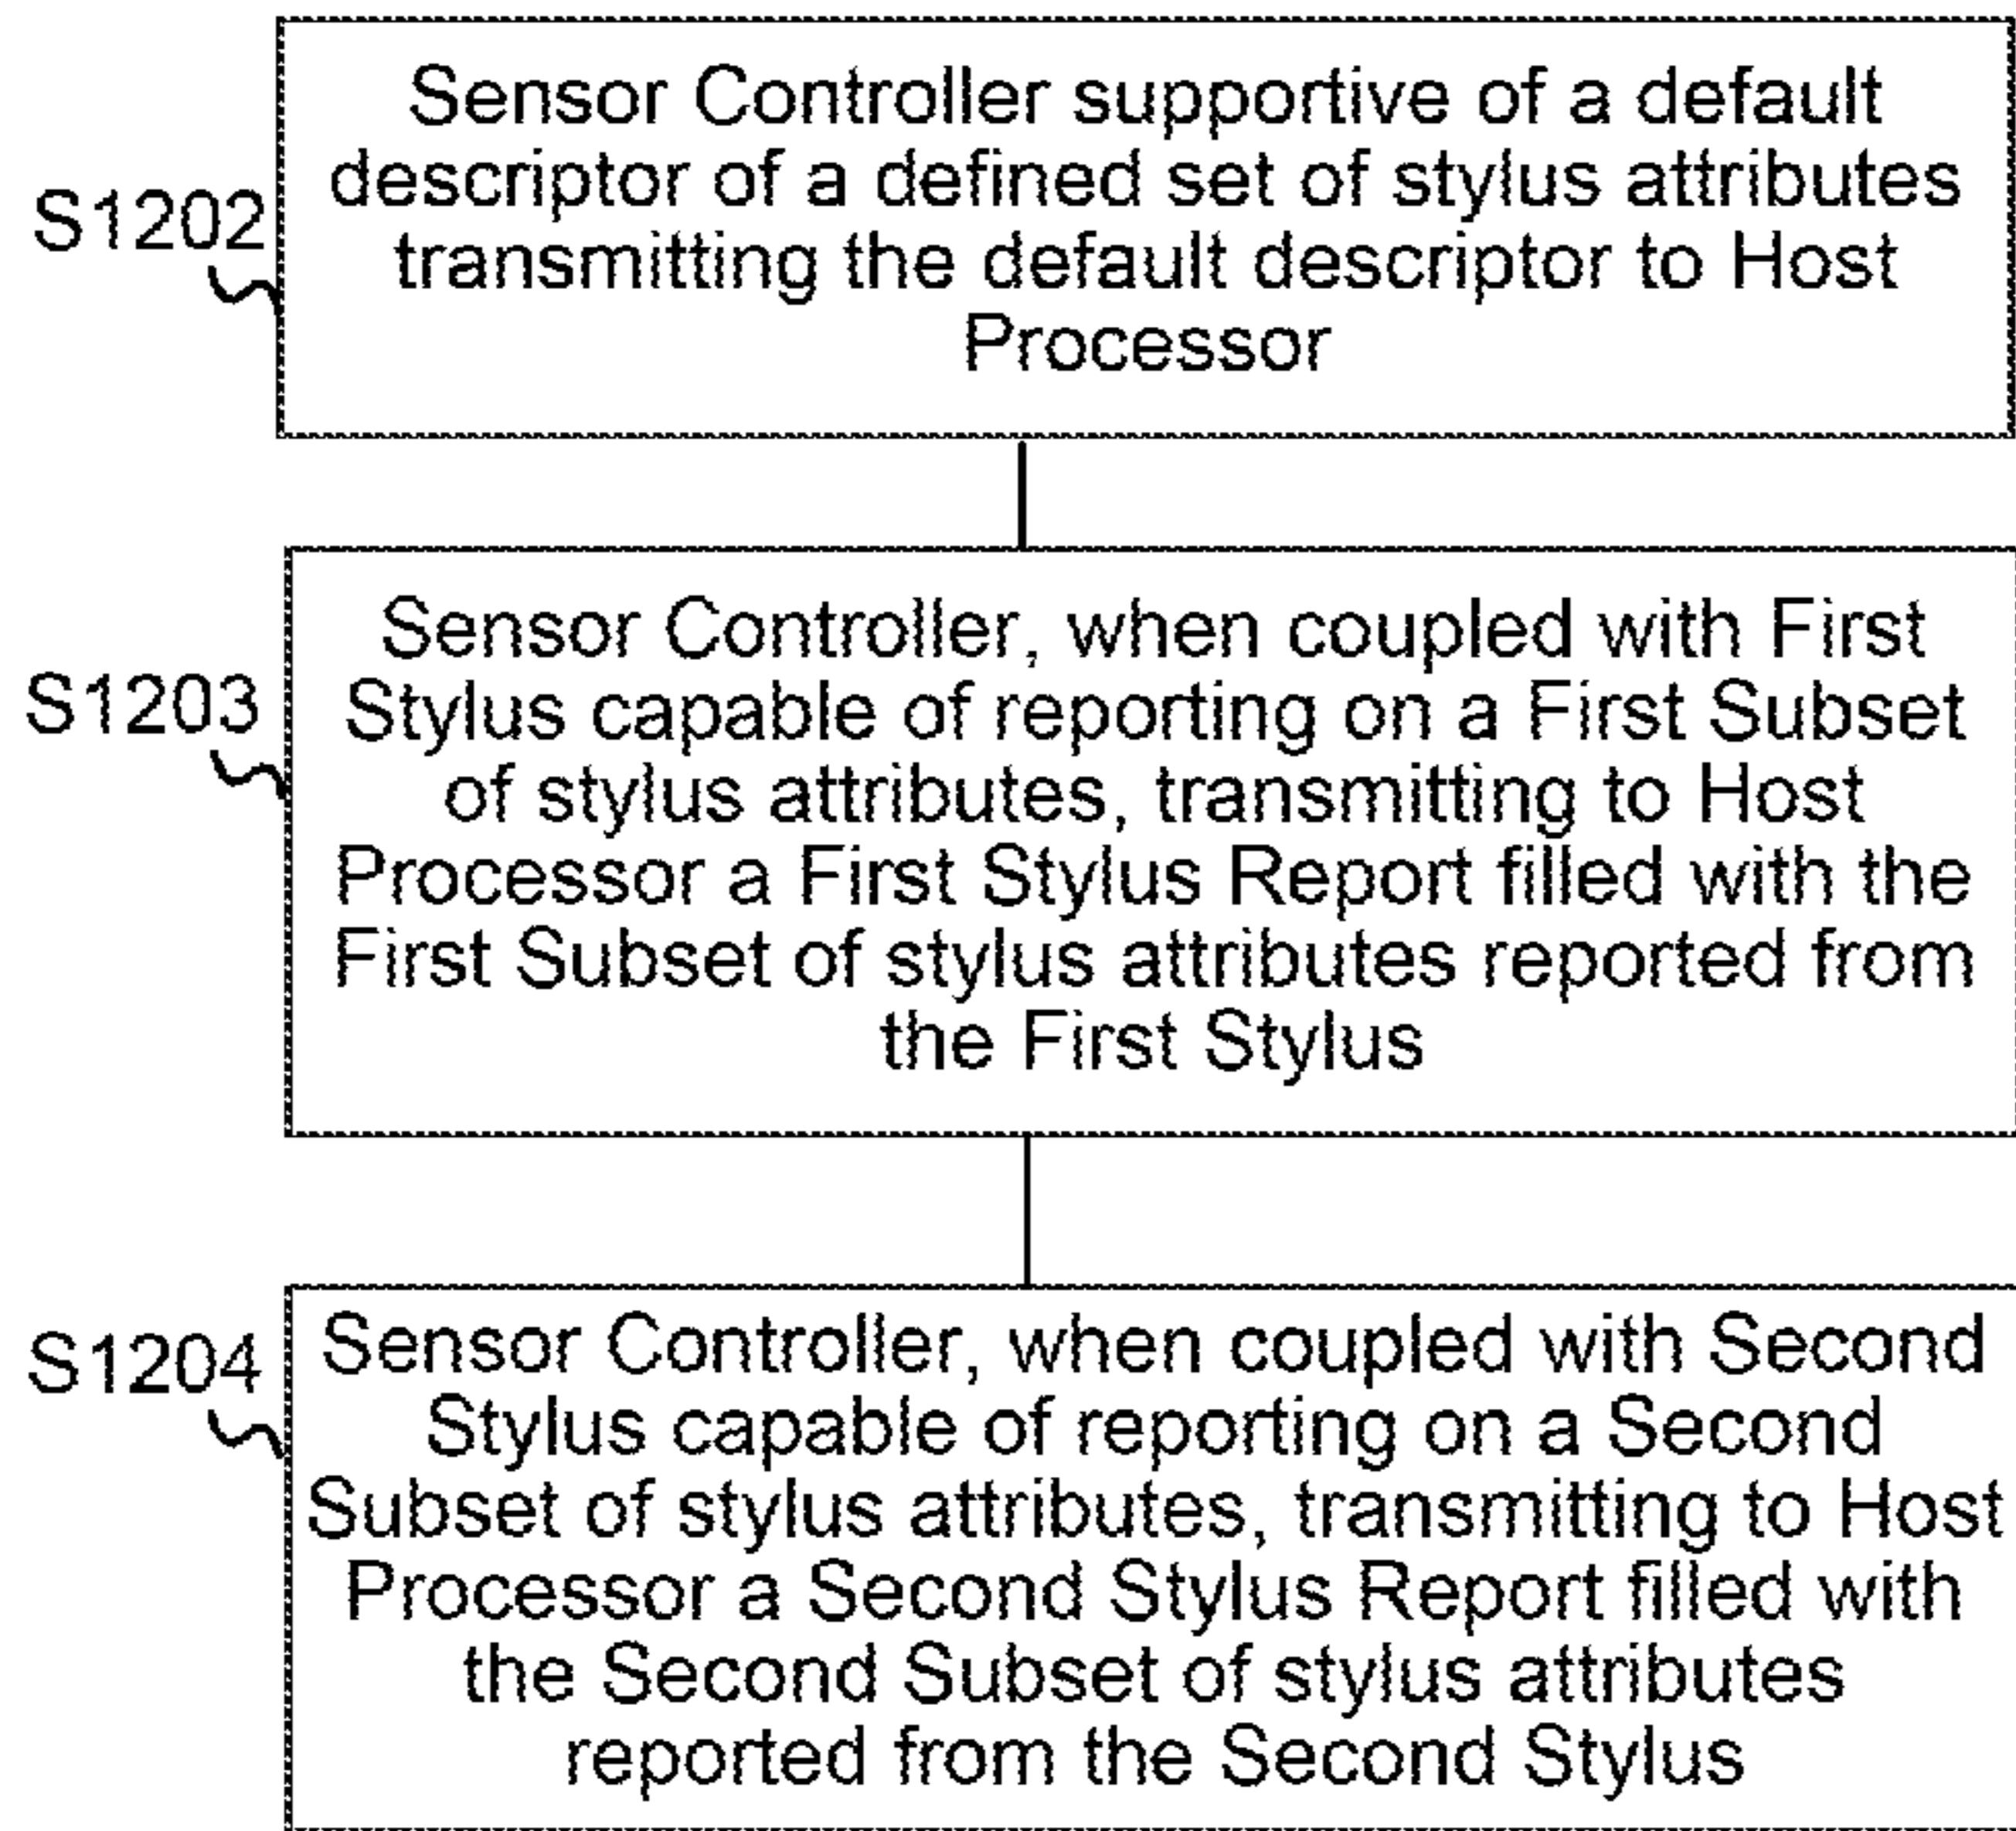 Sensor Controller supportive of a default
descriptor of a defined set of stylus attributes
transmitting the default descriptor to Host
Processor
S1202
Sensor Controller, when coupled with First
Stylus capable of reporting on a First Subset
of stylus attributes, transmitting to Host
Processor a First Stylus Report filled with the
First Subset of stylus attributes reported from
the First Stylus
S1203
Sensor Controller, when coupled with Second
Stylus capable of reporting on a Second
Subset of stylus attributes, transmitting to Host
Processor a Second Stylus Report filled with
the Second Subset of stylus attributes
reported from the Second Stylus
S1204